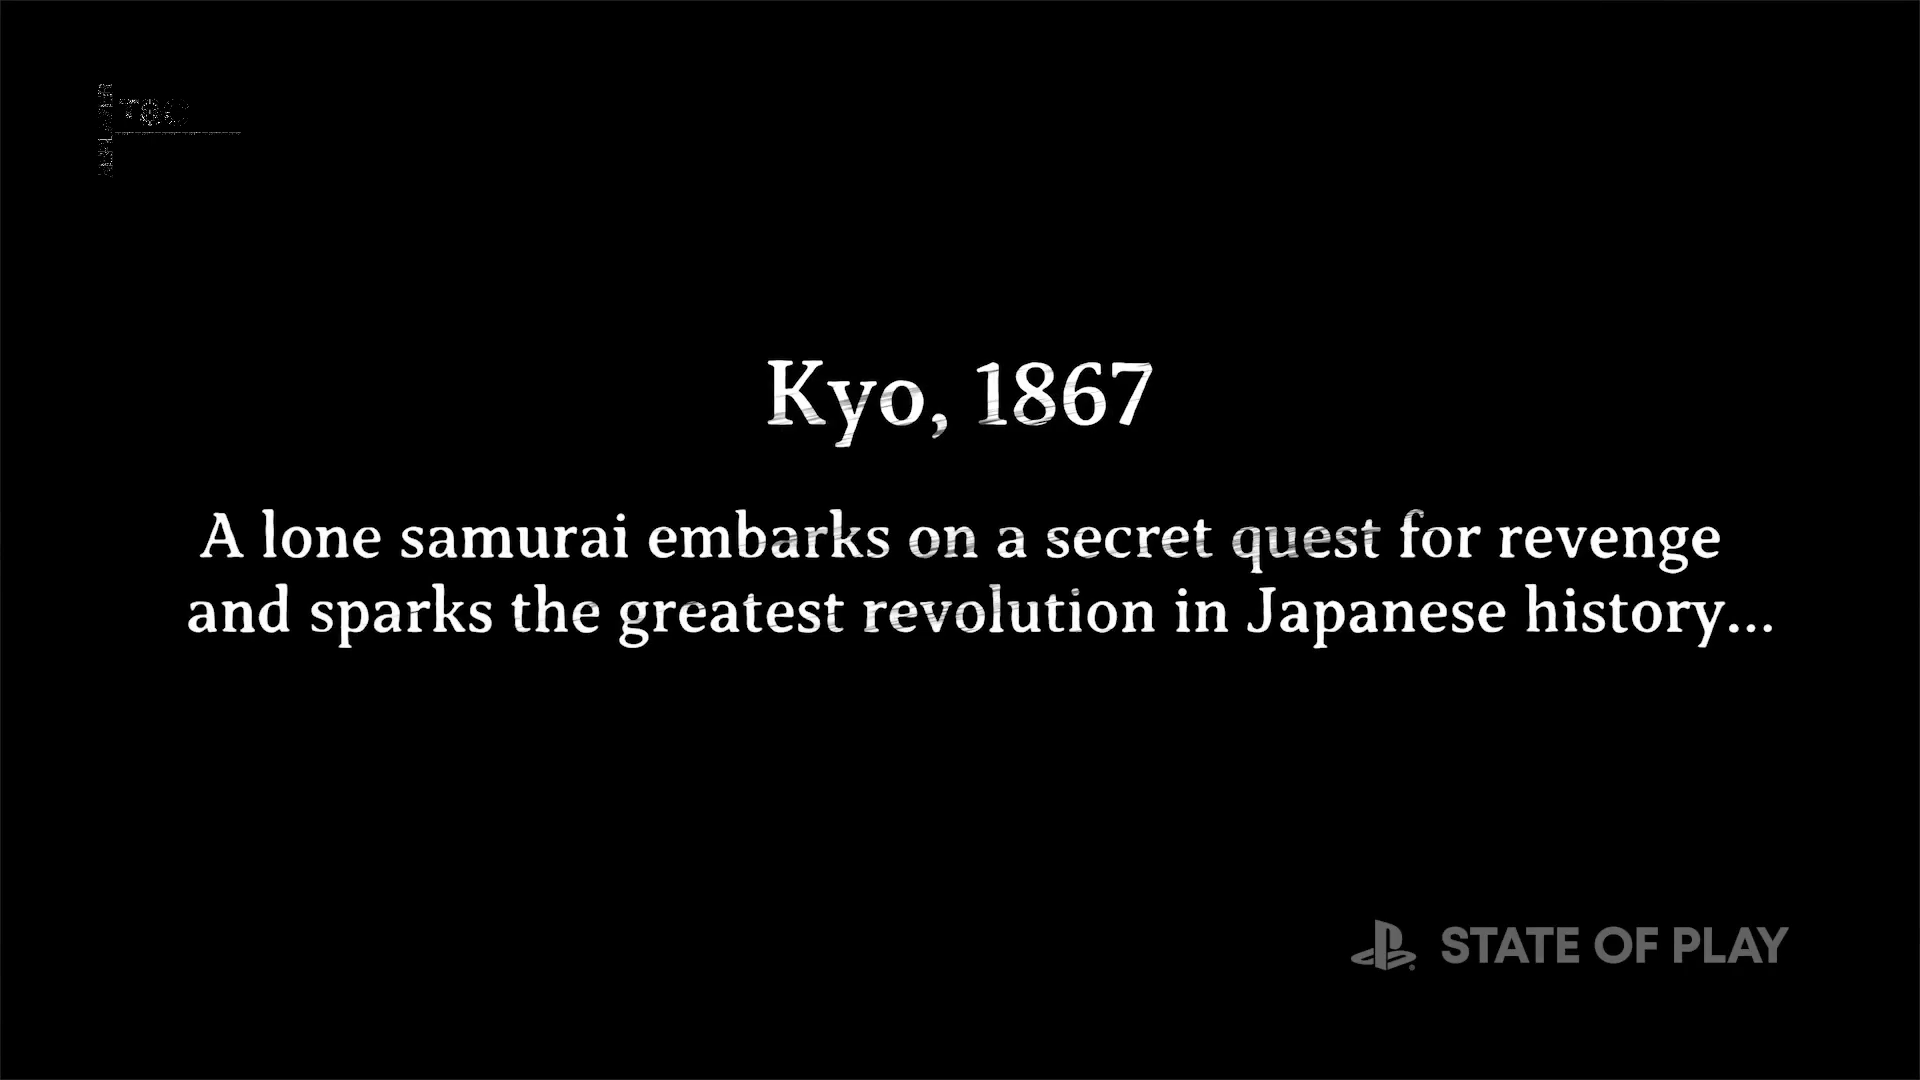 Kyo, 1867
A lone samurai embarks on a secret quest for revenge
and sparks the greatest revolution in Japanese history...
STATE OF PLAY